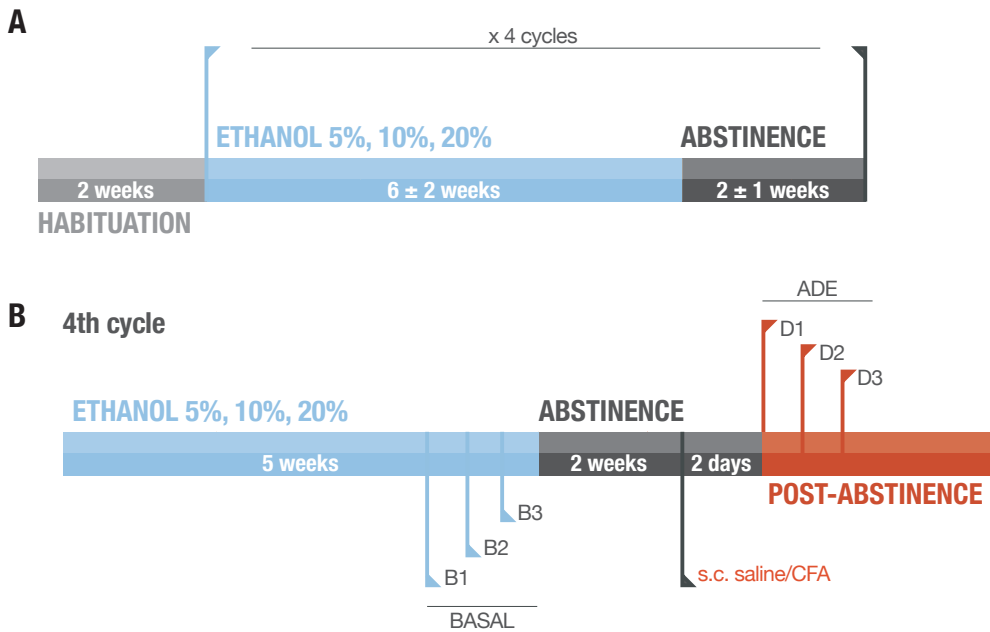 A
x 4 cycles
ETHANOL 5%, 10%, 20%
ABSTINENCE
2 weeks
6 ± 2 weeks
2 ± 1 weeks
HABITUATION
B
4th cycle
ADE
D1
D2
D3
ETHANOL 5%, 10%, 20%
ABSTINENCE
5 weeks
2 weeks
2 days
POST-ABSTINENCE
B3
B2
B1
s.c. saline/CFA
BASAL